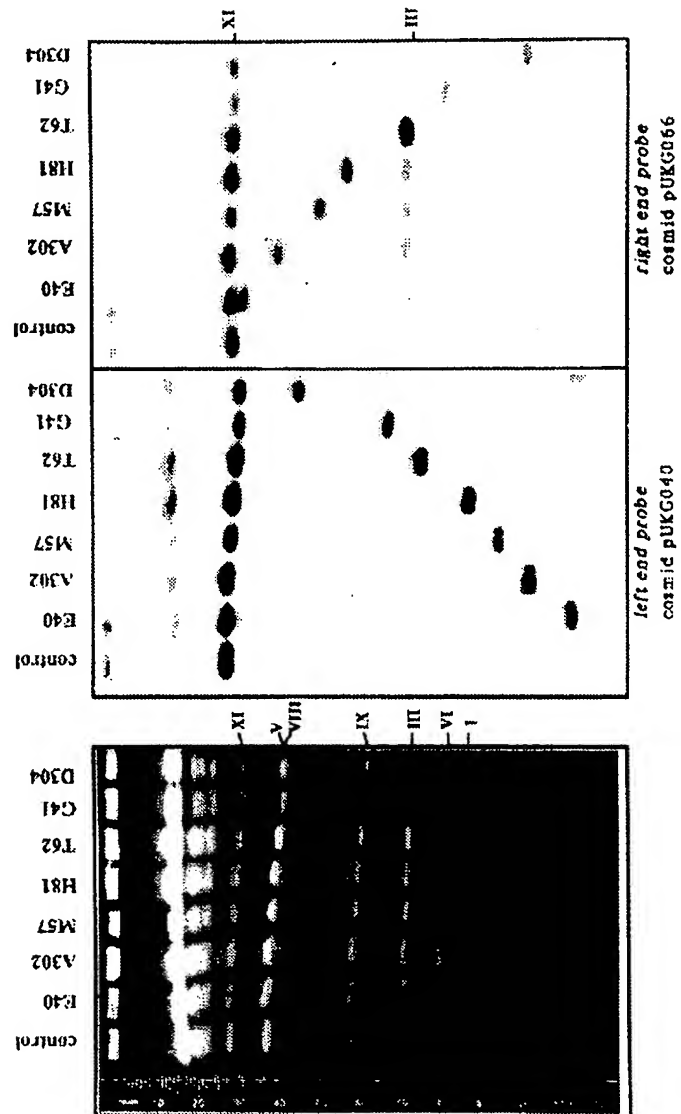 XI
III
D304
G41
T62
H81
M57
A302
E40
control
right end probe
cosmid pUKG066
D304
G41
T62
H81
M57
A302
E40
control
left end probe
cosmid pUKG040
XI
V
VIII
IX
III
VI
I
D304
G41
T62
H81
M57
A302
E40
control